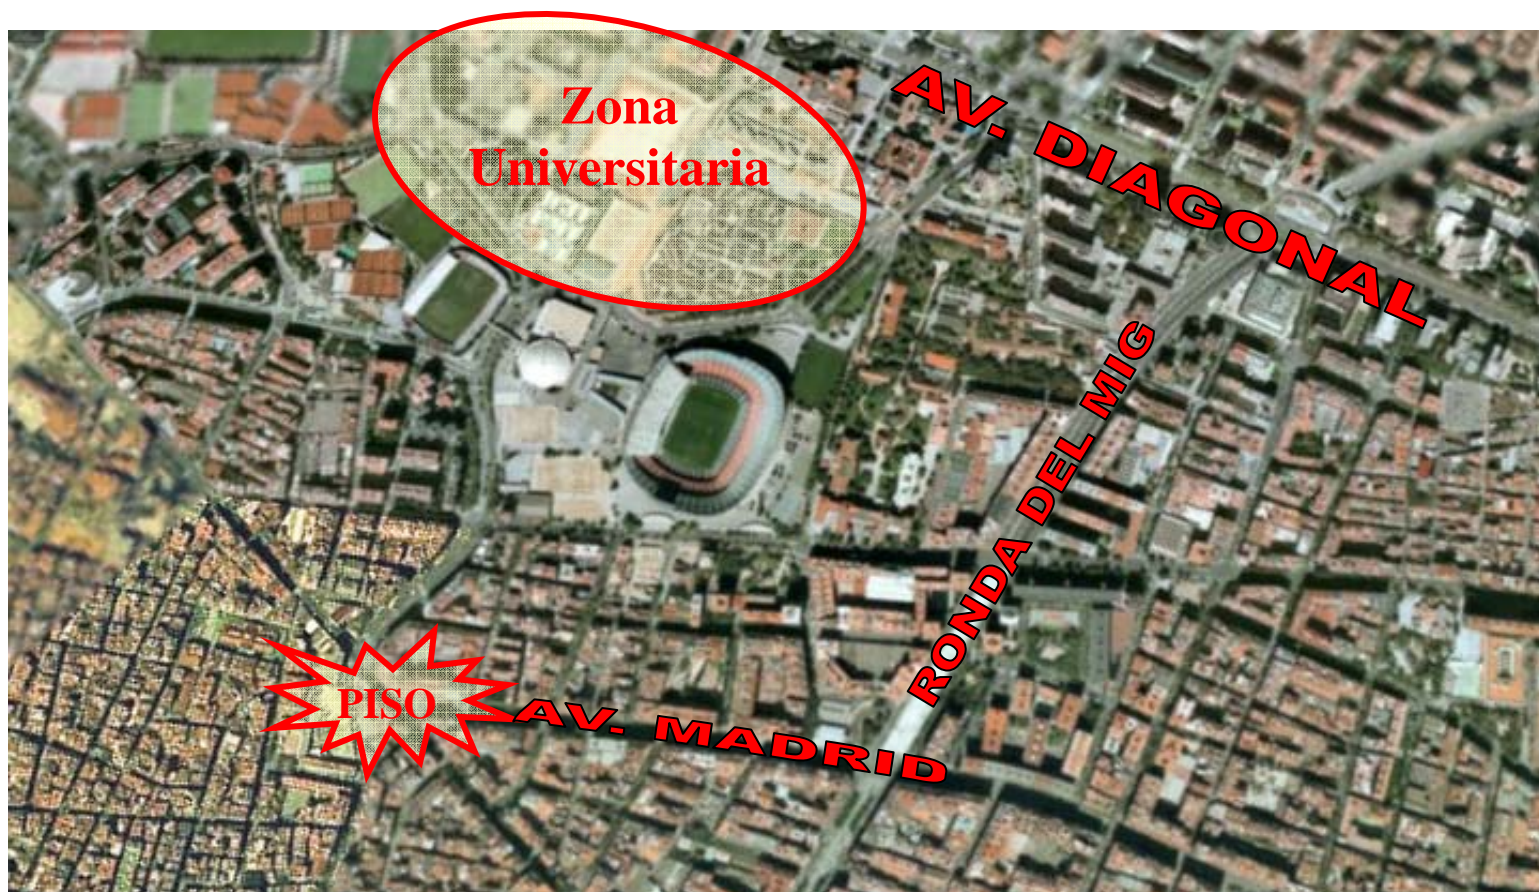 Zona
Universitaria
AV. DIAGONAL
RONDA DEL MIG
PISO
AV. MADRID